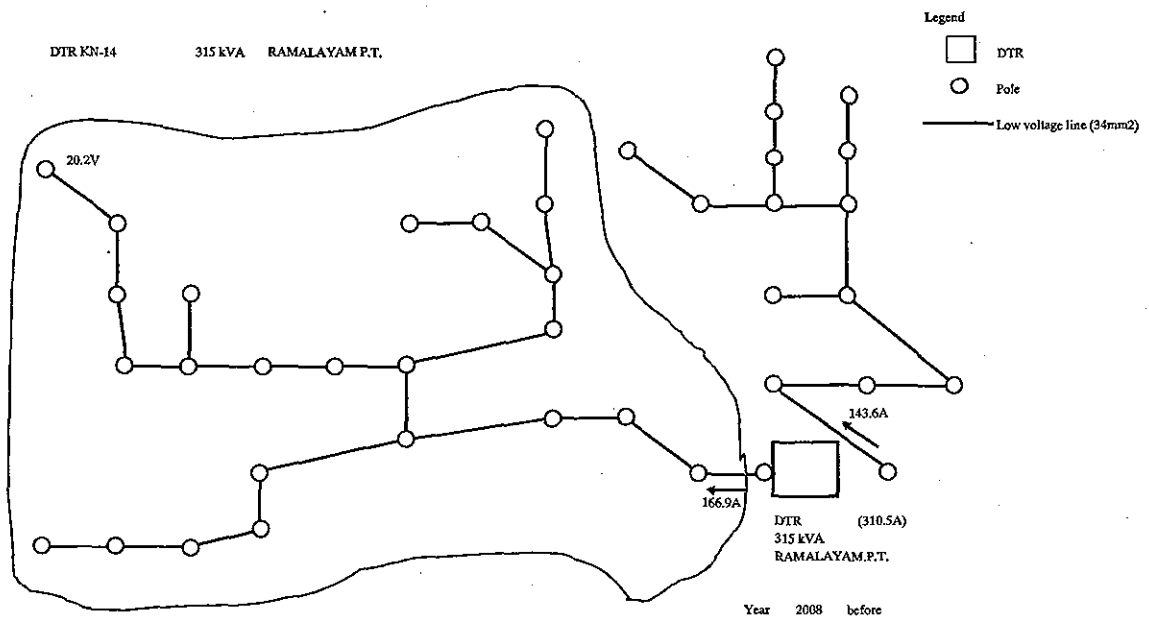 Legend
DTR KN-14 315 kVA RAMALAYAM P.T.
DTR
Pole
Low voltage line (34mm2)
20.2V
143.6A
166.9A
DTR (310.5A)
315 kVA
RAMALAYAM.P.T.
Year 2008 before